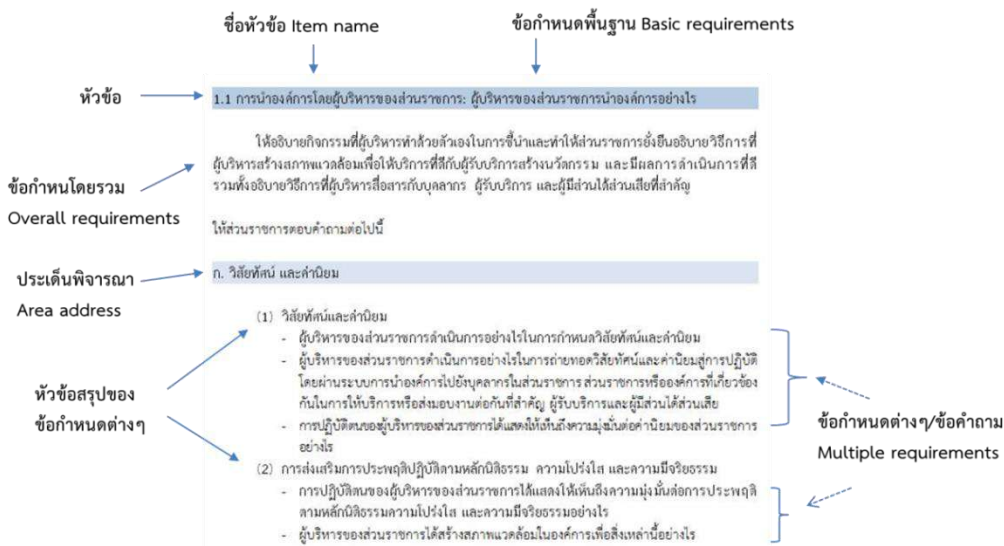 ชื่อหัวข้อ Item name
ข้อกำหนดพื้นฐาน Basic requirements
หัวข้อ
1.1 การนำองค์การโดยผู้บริหารของส่วนราชการ: ผู้บริหารของส่วนราชการนำองค์การอย่างไร
ให้อธิบายกิจกรรมที่ผู้บริหารทำด้วยตัวเองในการชี้นำและทำให้ส่วนราชการยั่งยืนอธิบายวิธีการที่
ผู้บริหารสร้างสภาพแวดล้อมเพื่อให้บริการที่ดีกับผู้รับบริการสร้างนวัตกรรม และมีผลการดำเนินการที่ดี
รวมทั้งอธิบายวิธีการที่ผู้บริหารสื่อสารกับบุคลากร ผู้รับบริการ และผู้มีส่วนได้ส่วนเสียที่สำคัญ
ข้อกำหนโดยรวม
Overall requirements
ให้ส่วนราชการตอบคำถามต่อไปนี้
ประเด็นพิจารณา
Area address
ก. วิสัยทัศน์ และค่านิยม
(1) วิสัยทัศน์และค่านิยม
- ผู้บริหารของส่วนราชการดำเนินการอย่างไรในการกำหนดวิสัยทัศน์และค่านิยม
- ผู้บริหารของส่วนราชการดำเนินการอย่างไรในการถ่ายทอดวิสัยทัศน์และค่านิยมสู่การปฏิบัติ
โดยผ่านระบบการนำองค์การไปยังบุคลากรในส่วนราชการ ส่วนราชการหรือองค์การที่เกี่ยวข้อง
กันในการให้บริการหรือส่งมอบงานต่อกันที่สำคัญ ผู้รับบริการและผู้มีส่วนได้ส่วนเสีย
- การปฏิบัติตนของผู้บริหารของส่วนราชการได้แสดงให้เห็นถึงความมุ่งมั่นต่อค่านิยมของส่วนราชการ
อย่างไร
หัวข้อสรุปของ
ข้อกำหนดต่างๆ
ข้อกำหนดต่างๆ/ข้อคำถาม
Multiple requirements
(2) การส่งเสริมการประพฤติปฏิบัติตามหลักนิติธรรม ความโปร่งใส และความมีจริยธรรม
- การปฏิบัติตนของผู้บริหารของส่วนราชการได้แสดงให้เห็นถึงความมุ่งมั่นต่อการประพฤติ
ตามหลักนิติธรรมความโปร่งใส และความมีจริยธรรมอย่างไร
- ผู้บริหารของส่วนราชการได้สร้างสภาพแวดล้อมในองค์การเพื่อสิ่งเหล่านี้อย่างไร